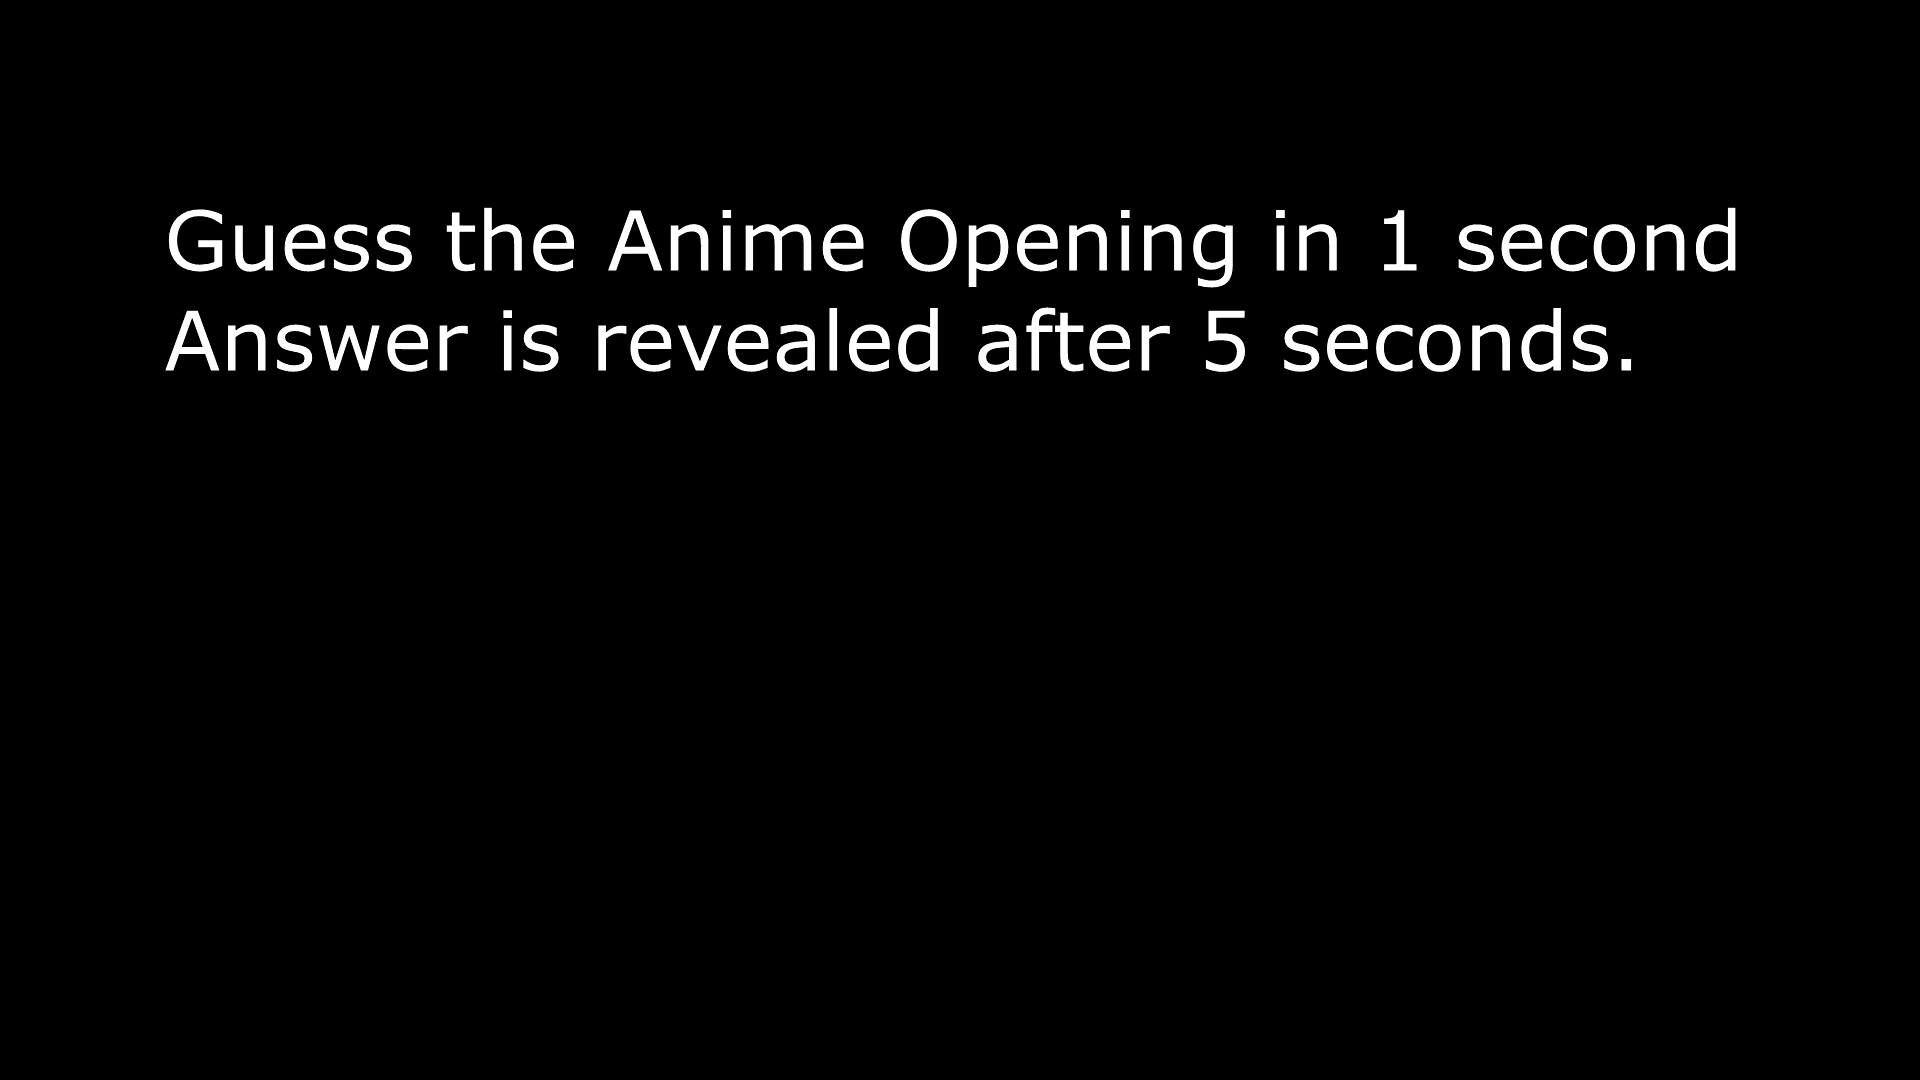 Guess the Anime Opening in 1 second
Answer is revealed after 5 seconds.